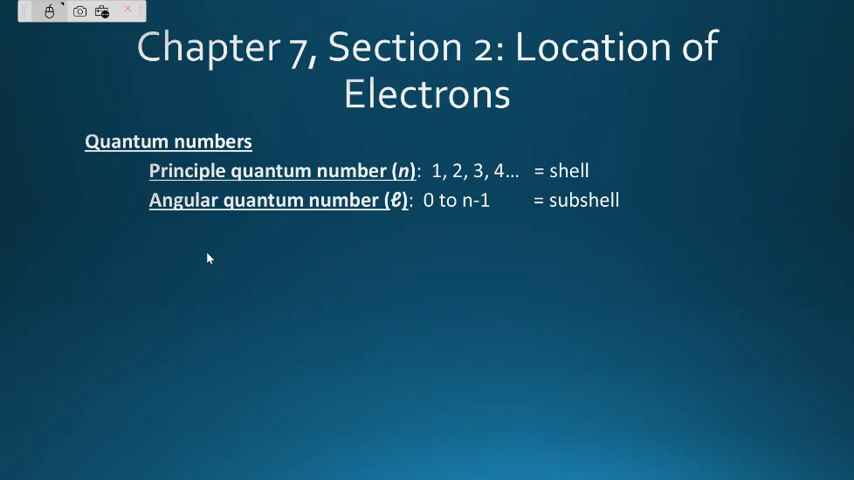 Chapter 7, Section 2: Location of
Electrons
Quantum numbers
Principle quantum number (n): 1, 2, 3, 4... = shell
Angular quantum number (ℓ): 0 to n-1 = subshell